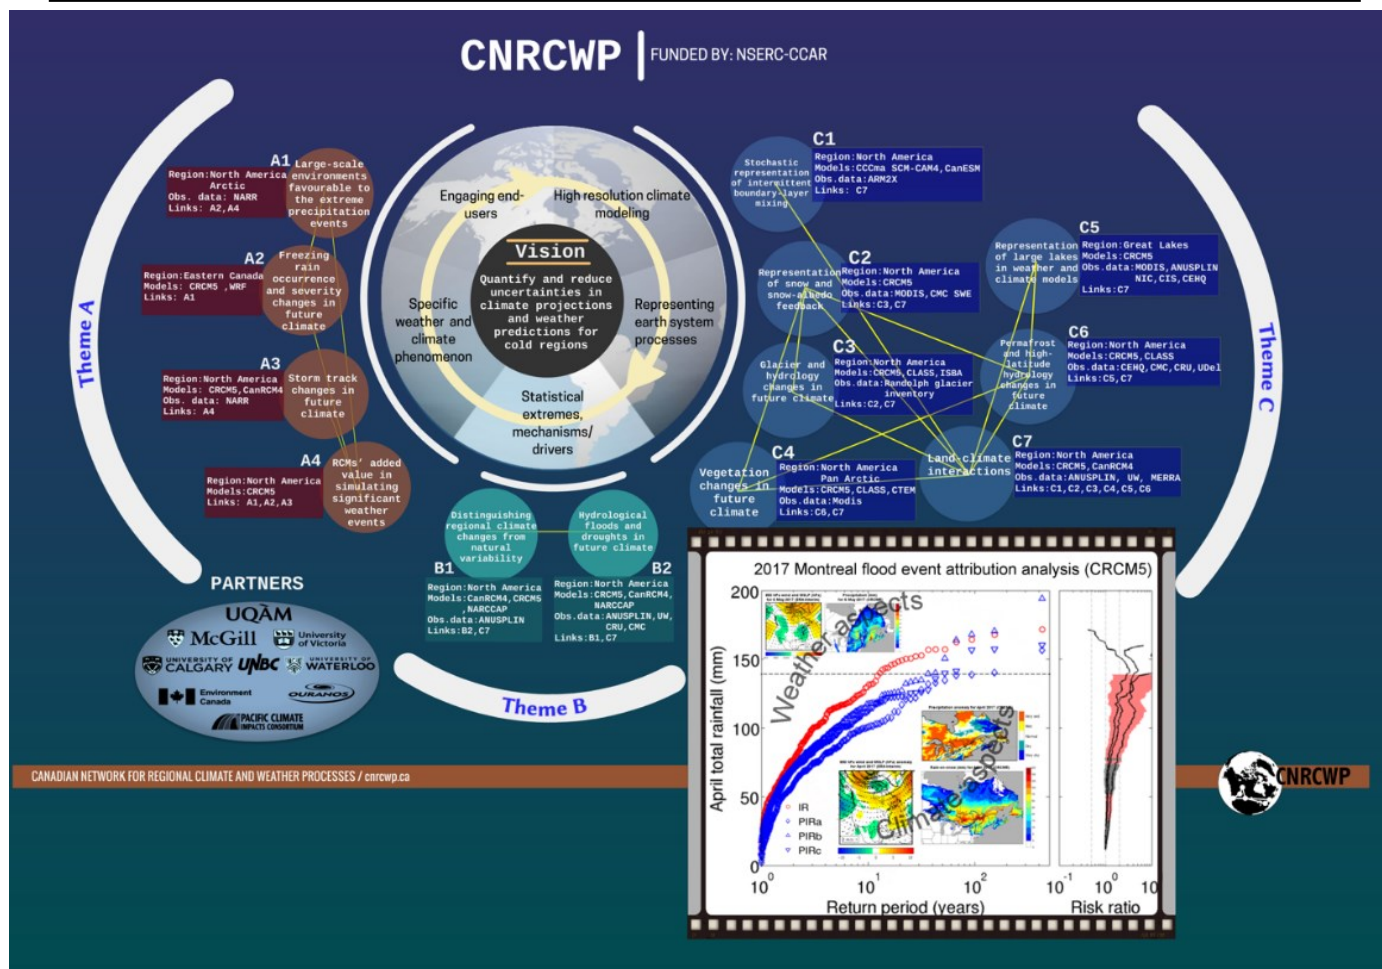 CNRCWP
FUNDED BY: NSERC-CCAR
Theme A
A1
Large-scale
environments
favourable to
the extreme
precipitation
events
Region:North America
Arctic
Obs. data: NARR
Links: A2,A4
A2
Freezing
rain
occurrence
and severity
changes in
future
climate
Region:Eastern Canada
Models: CRCM5 ,WRF
Links: A1
A3
Storm track
changes in
future
climate
Region:North America
Models: CRCM5,CanRCM4
Obs. data: NARR
Links: A4
A4
RCMs' added
value in
simulating
significant
weather
events
Region:North America
Models:CRCM5
Links: A1,A2,A3
Engaging end-
users
High resolution climate
modeling
Specific
weather and
climate
phenomenon
Representing
earth system
processes
Statistical
extremes,
mechanisms/
drivers
Vision
Quantify and reduce
uncertainties in
climate projections
and weather
predictions for
cold regions
Distinguishing
regional climate
changes from
natural
variability
B1
Region:North America
Models:CanRCM4,CRCM5
,NARCCAP
Obs.data:ANUSPLIN
Links:B2,C7
Hydrological
floods and
droughts in
future climate
B2
Region:North America
Models:CRCM5,CanRCM4,
NARCCAP
Obs.data:ANUSPLIN,UW,
CRU,CMC
Links:B1,C7
Theme B
C1
Stochastic
representation
of intermittent
boundary-layer
mixing
Region:North America
Models:CCCma SCM-CAM4,CanESM
Obs.data:ARM2X
Links: C7
C2
Representation
of snow and
snow-albedo
feedback
Region:North America
Models:CRCM5
Obs.data:MODIS,CMC SWE
Links:C3,C7
C3
Glacier and
hydrology
changes in
future climate
Region:North America
Models:CRCM5,CLASS,ISBA
Obs.data:Randolph glacier
inventory
Links:C2,C7
C4
Vegetation
changes in
future
climate
Region:North America
Pan Arctic
Models:CRCM5,CLASS,CTEM
Obs.data:Modis
Links:C6,C7
C5
Representation
of large lakes
in weather and
climate models
Region:Great Lakes
Models:CRCM5
Obs.data:MODIS,ANUSPLIN
NIC,CIS,CEHQ
Links:C7
C6
Permafrost
and high-
latitude
hydrology
changes in
future
climate
Region:North America
Models:CRCM5,CLASS
Obs.data:CEHQ,CMC,CRU,UDel
Links:C5,C7
C7
Land-climate
interactions
Region:North America
Models:CRCM5,CanRCM4
Obs.data:ANUSPLIN, UW, MERRA
Links:C1,C2,C3,C4,C5,C6
Theme C
PARTNERS
UQÀM
McGill
University
of Victoria
UNIVERSITY OF
CALGARY
UNBC
UNIVERSITY OF
WATERLOO
Environment
Canada
OURANOS
PACIFIC CLIMATE
IMPACTS CONSORTIUM
2017 Montreal flood event attribution analysis (CRCM5)
April total rainfall (mm)
200
150
100
50
0
Weather aspects
Climate aspects
IR
PIRa
PIRb
PIRc
10^0 10^1 10^2
Return period (years)
10^-1 10^0 10
Risk ratio
CANADIAN NETWORK FOR REGIONAL CLIMATE AND WEATHER PROCESSES / cnrcwp.ca
CNRCWP